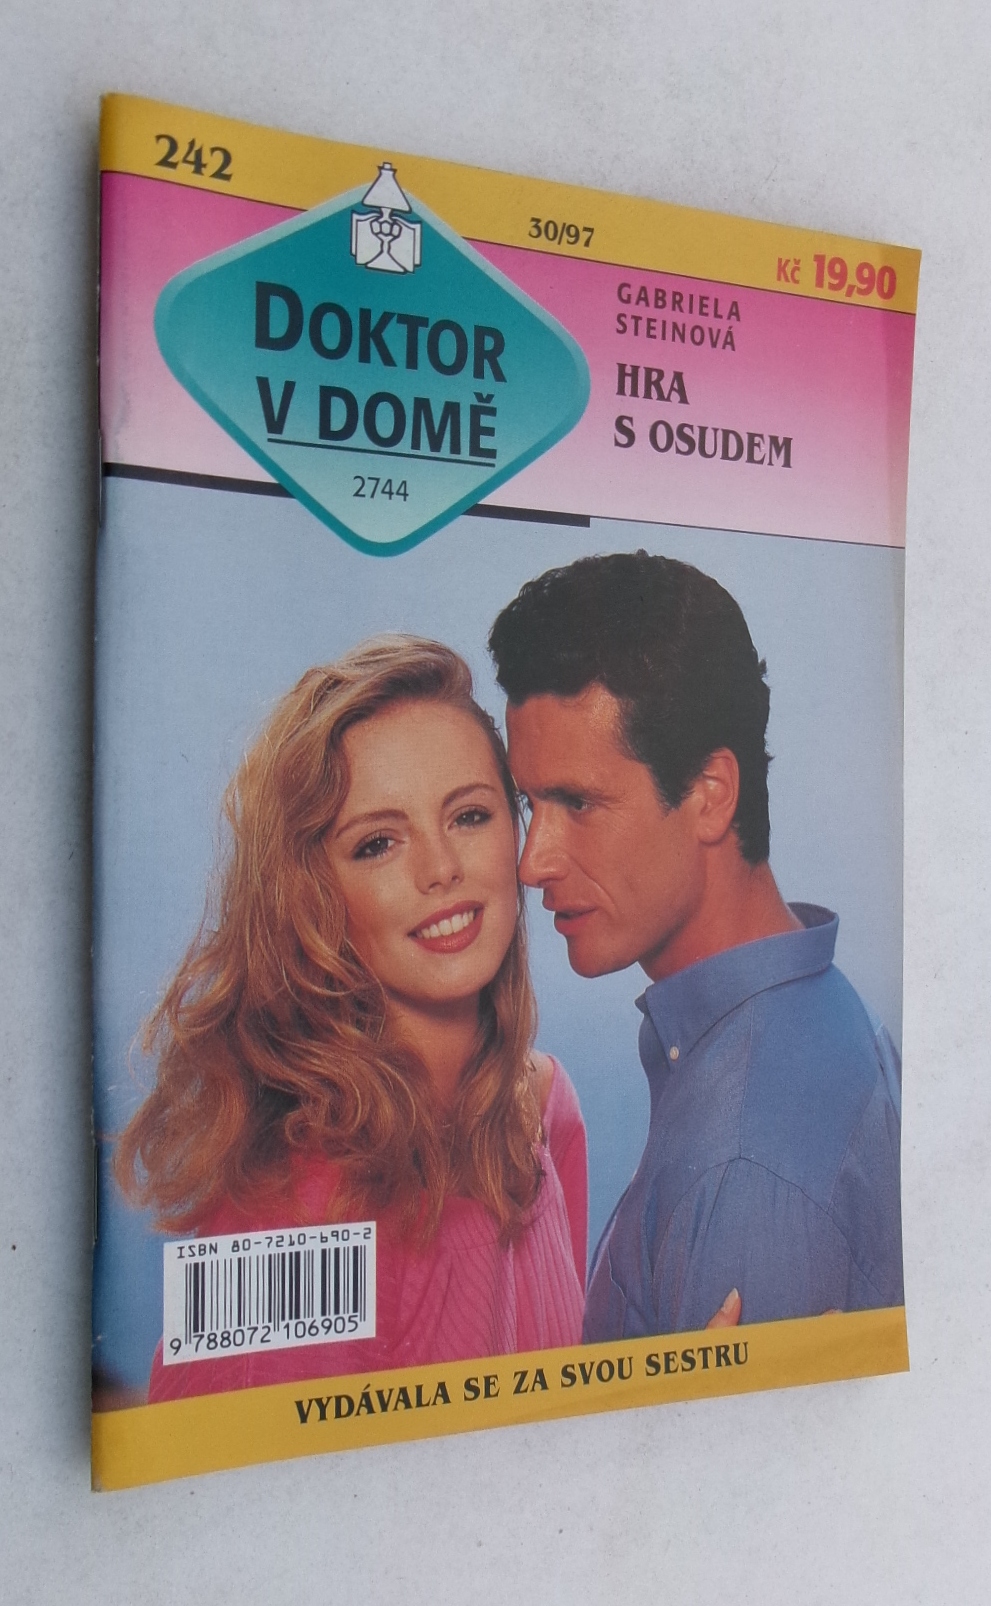 242
30/97
Kč 19,90
DOKTOR
V DOMĚ
2744
GABRIELA
STEINOVÁ
HRA
S OSUDEM
ISBN 80-7210-690-2
9 788072 106905
VYDÁVALA SE ZA SVOU SESTRU